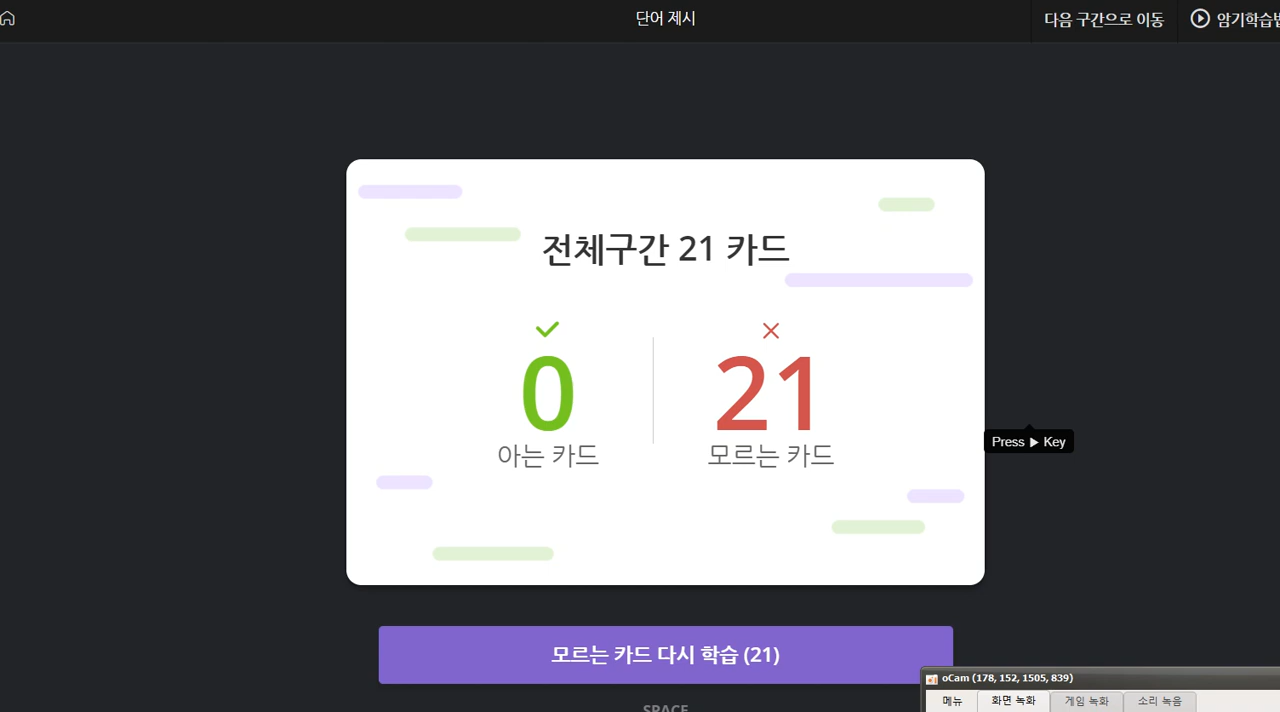 단어 제시
다음 구간으로 이동
암기학습법
전체구간 21 카드
0
21
아는 카드
모르는 카드
Press ▶ Key
모르는 카드 다시 학습 (21)
SPACE
oCam (178, 152, 1505, 839)
메뉴
화면 녹화
게임 녹화
소리 녹음